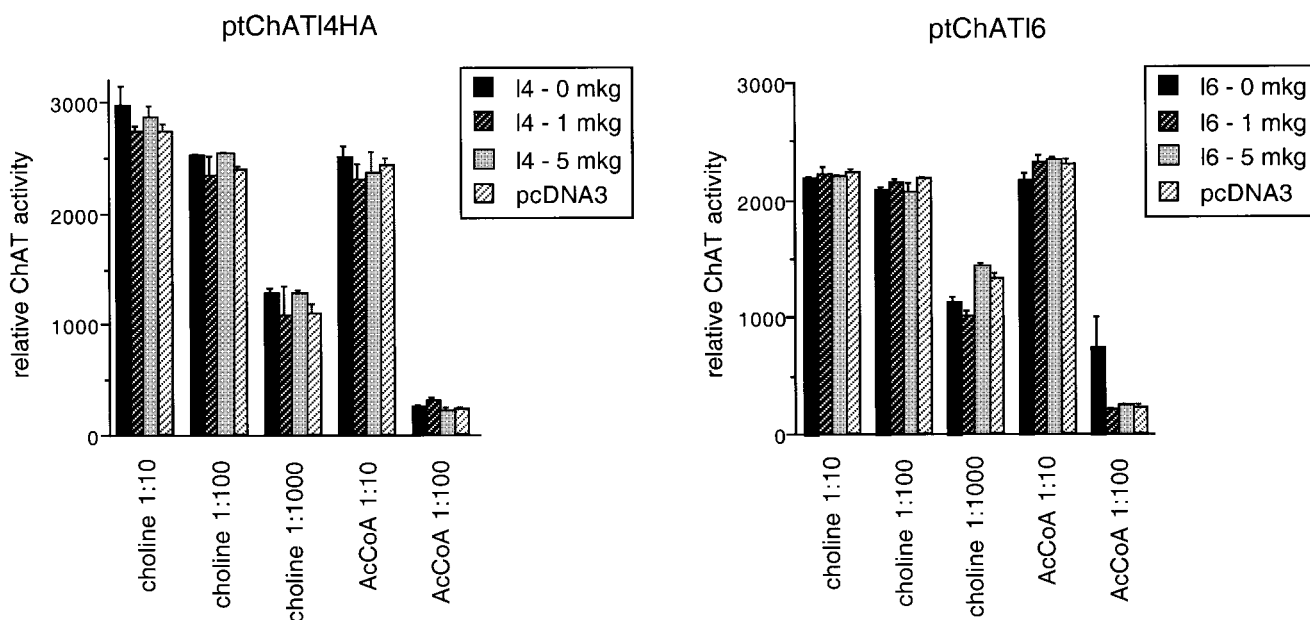 ptChATI4HA
I4 - 0 mkg
I4 - 1 mkg
I4 - 5 mkg
pcDNA3
relative ChAT activity
3000
2000
1000
0
choline 1:10
choline 1:100
choline 1:1000
AcCoA 1:10
AcCoA 1:100
ptChATI6
I6 - 0 mkg
I6 - 1 mkg
I6 - 5 mkg
pcDNA3
relative ChAT activity
3000
2000
1000
0
choline 1:10
choline 1:100
choline 1:1000
AcCoA 1:10
AcCoA 1:100